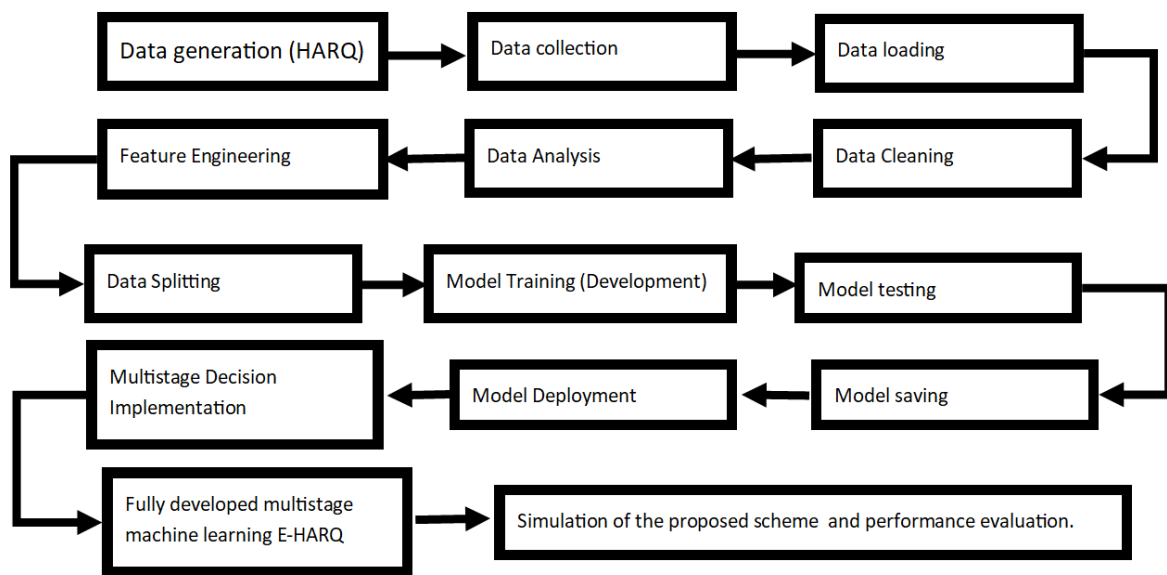 Data generation (HARQ)
Data collection
Data loading
Data Cleaning
Data Analysis
Feature Engineering
Data Splitting
Model Training (Development)
Model testing
Model saving
Model Deployment
Multistage Decision
Implementation
Fully developed multistage
machine learning E-HARQ
Simulation of the proposed scheme and performance evaluation.